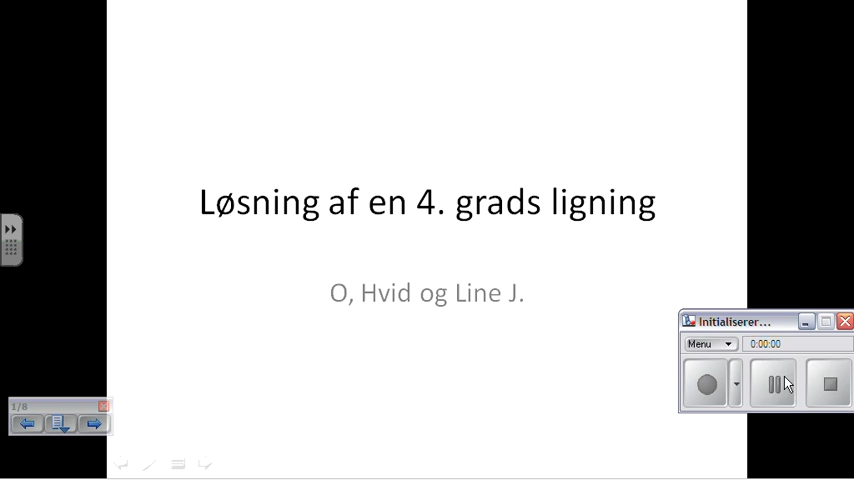 Løsning af en 4. grads ligning
O, Hvid og Line J.
Initialiserer...
Menu
0:00:00
1/8